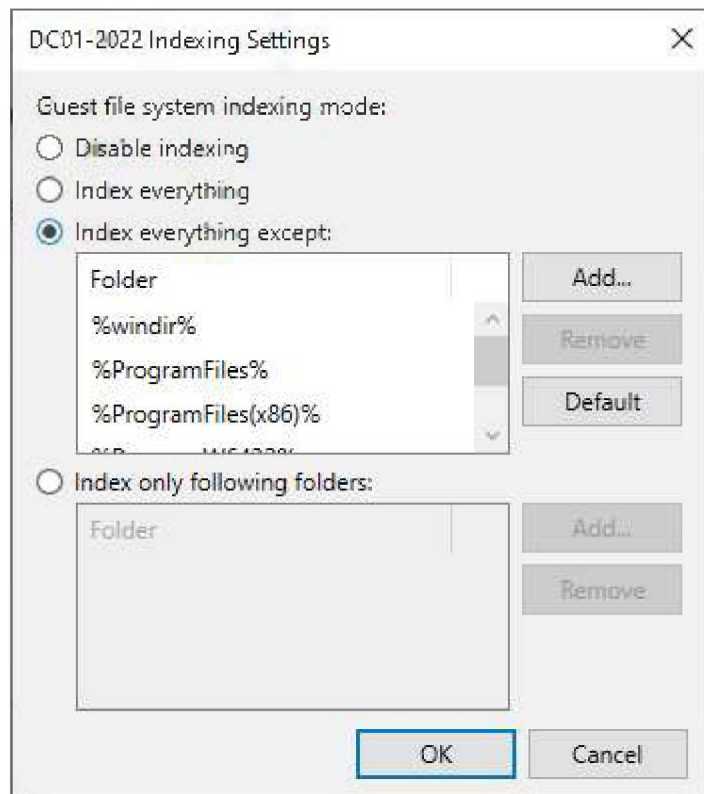 DC01-2022 Indexing Settings
Guest file system indexing mode:
Disable indexing
Index everything
Index everything except:
Folder
Add...
%windir%
Remove
%ProgramFiles%
Default
%ProgramFiles(x86)%
Index only following folders:
Folder
Add...
Remove
OK
Cancel